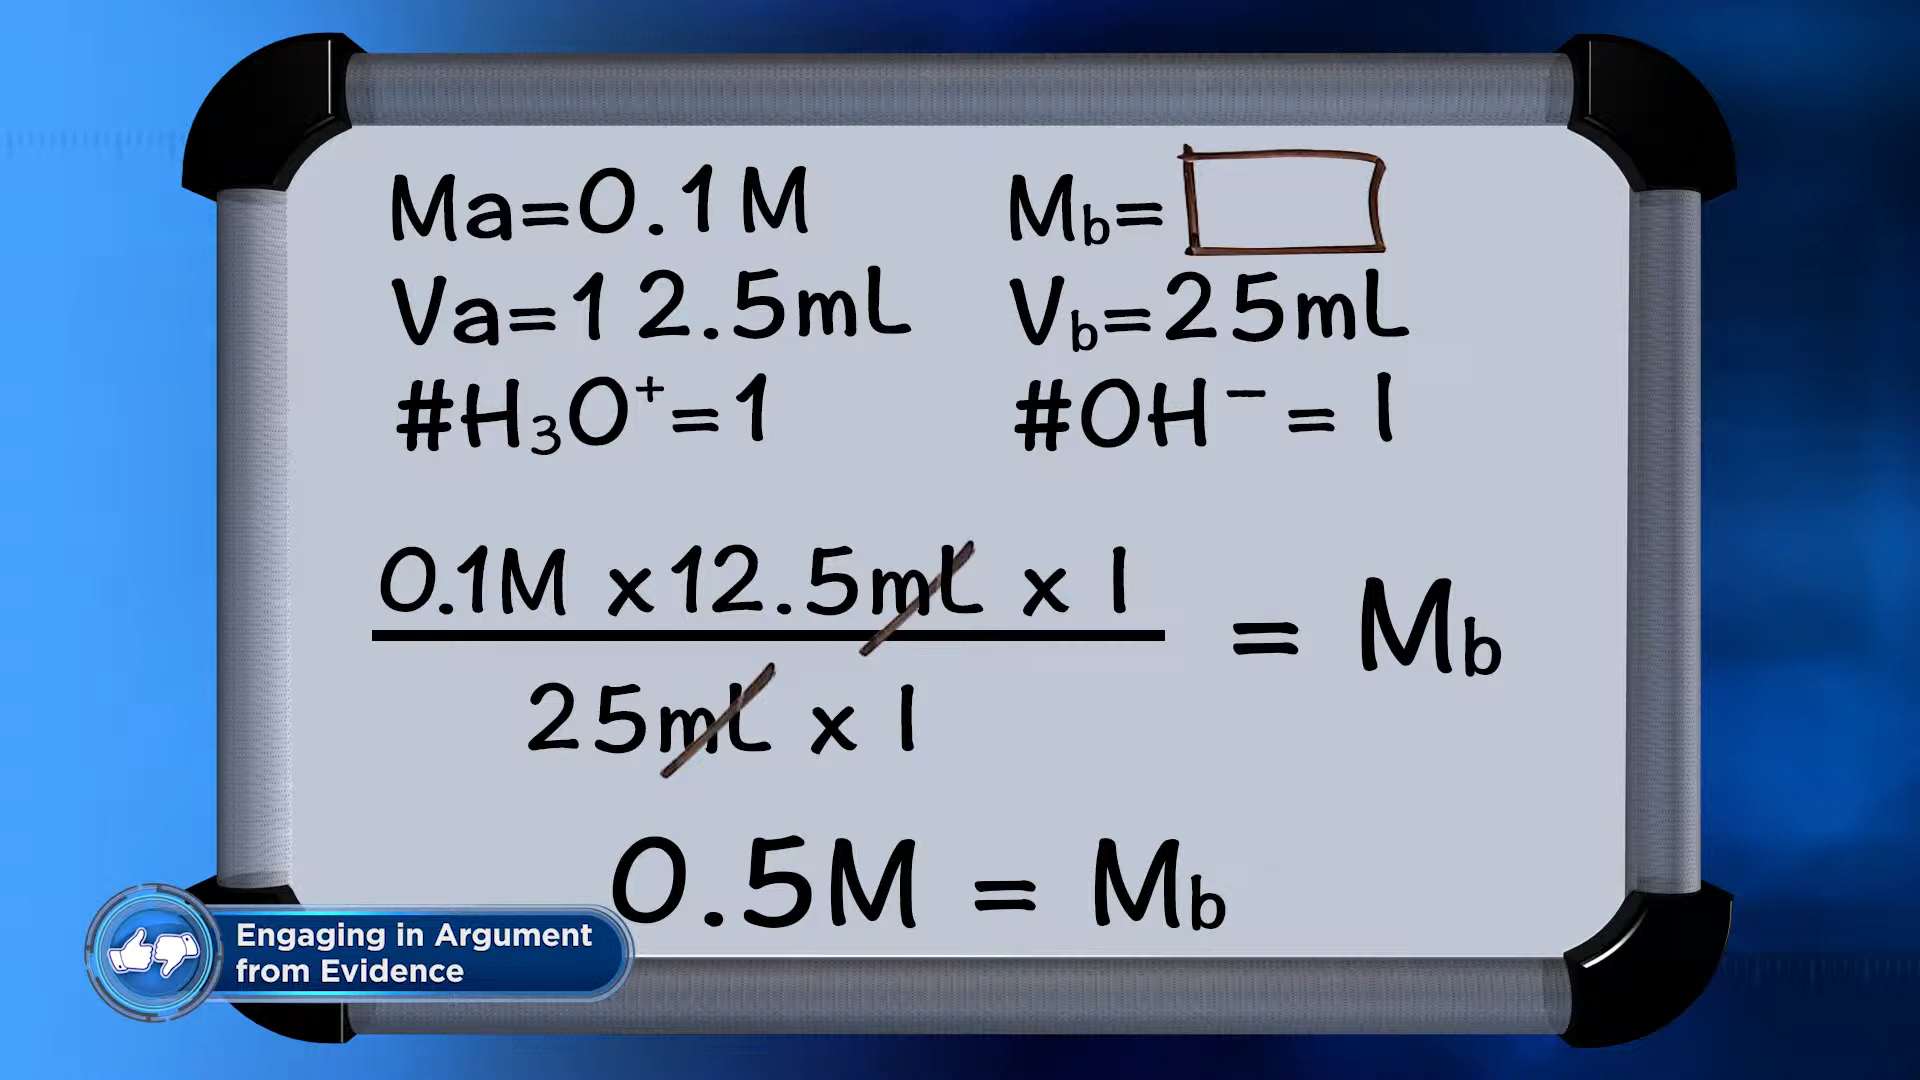 Ma=0.1M
Va=12.5mL
#H₃O⁺=1
Mb=
Vb=25mL
#OH⁻=1
0.1M x12.5mL x 1
25mL x 1
= Mb
0.5M = Mb
Engaging in Argument
from Evidence